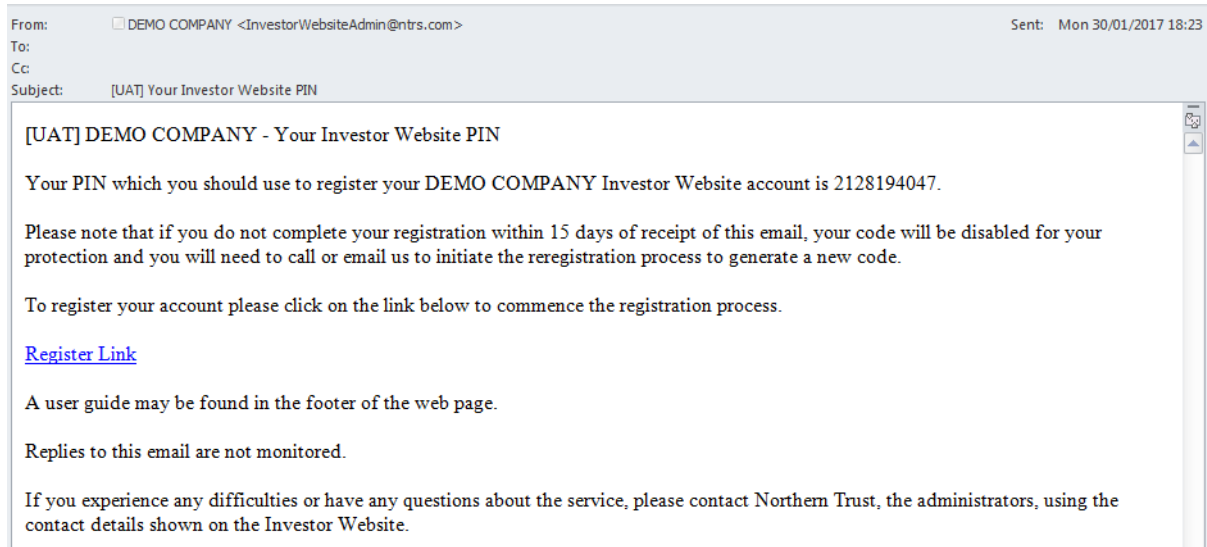 From: DEMO COMPANY <InvestorWebsiteAdmin@ntrs.com> Sent: Mon 30/01/2017 18:23
To:
Cc:
Subject: [UAT] Your Investor Website PIN
[UAT] DEMO COMPANY - Your Investor Website PIN
Your PIN which you should use to register your DEMO COMPANY Investor Website account is 2128194047.
Please note that if you do not complete your registration within 15 days of receipt of this email, your code will be disabled for your
protection and you will need to call or email us to initiate the reregistration process to generate a new code.
To register your account please click on the link below to commence the registration process.
Register Link
A user guide may be found in the footer of the web page.
Replies to this email are not monitored.
If you experience any difficulties or have any questions about the service, please contact Northern Trust, the administrators, using the
contact details shown on the Investor Website.